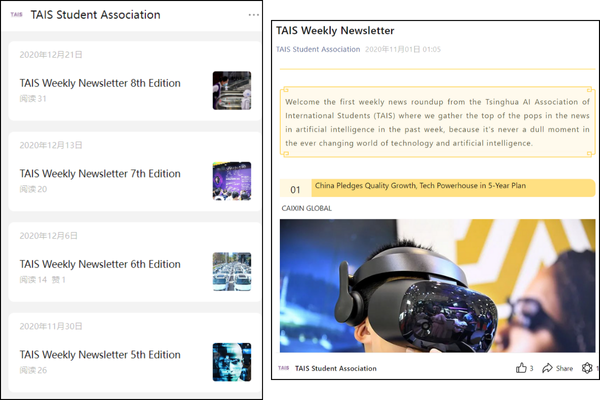 TAIS
TAIS Student Association
2020年12月21日
TAIS Weekly Newsletter 8th Edition
阅读 31
2020年12月13日
TAIS Weekly Newsletter 7th Edition
阅读 20
2020年12月6日
TAIS Weekly Newsletter 6th Edition
阅读 14 赞 1
2020年11月30日
TAIS Weekly Newsletter 5th Edition
阅读 26
TAIS Weekly Newsletter
TAIS Student Association 2020年11月01日 01:05
Welcome the first weekly news roundup from the Tsinghua AI Association of
International Students (TAIS) where we gather the top of the pops in the news
in artificial intelligence in the past week, because it's never a dull moment in
the ever changing world of technology and artificial intelligence.
01
China Pledges Quality Growth, Tech Powerhouse in 5-Year Plan
CAIXIN GLOBAL
TAIS TAIS Student Association 3 Share 1